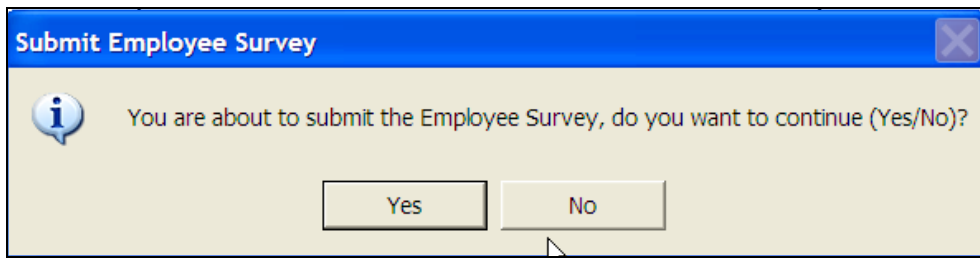 Submit Employee Survey
You are about to submit the Employee Survey, do you want to continue (Yes/No)?
Yes No